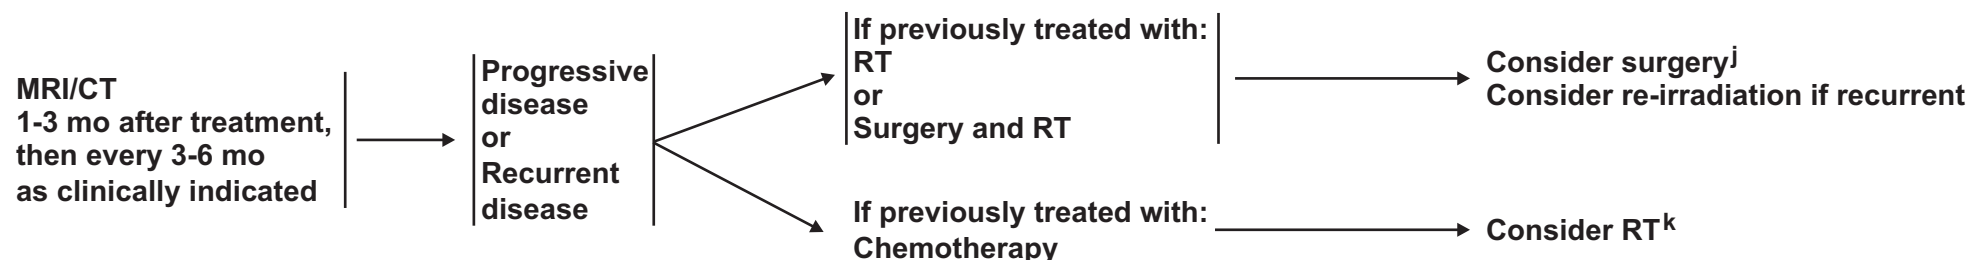 MRI/CT
1-3 mo after treatment,
then every 3-6 mo
as clinically indicated
Progressive
disease
or
Recurrent
disease
If previously treated with:
RT
or
Surgery and RT
Consider surgeryj
Consider re-irradiation if recurrent
If previously treated with:
Chemotherapy
Consider RTk